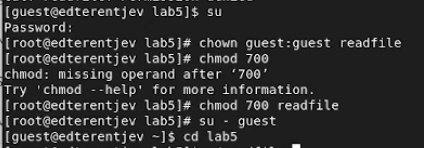 [guest@edterentjev lab5]$ su
Password:
[root@edterentjev lab5]# chown guest:guest readfile
[root@edterentjev lab5]# chmod 700
chmod: missing operand after ‘700’
Try 'chmod --help' for more information.
[root@edterentjev lab5]# chmod 700 readfile
[root@edterentjev lab5]# su - guest
[guest@edterentjev ~]$ cd lab5